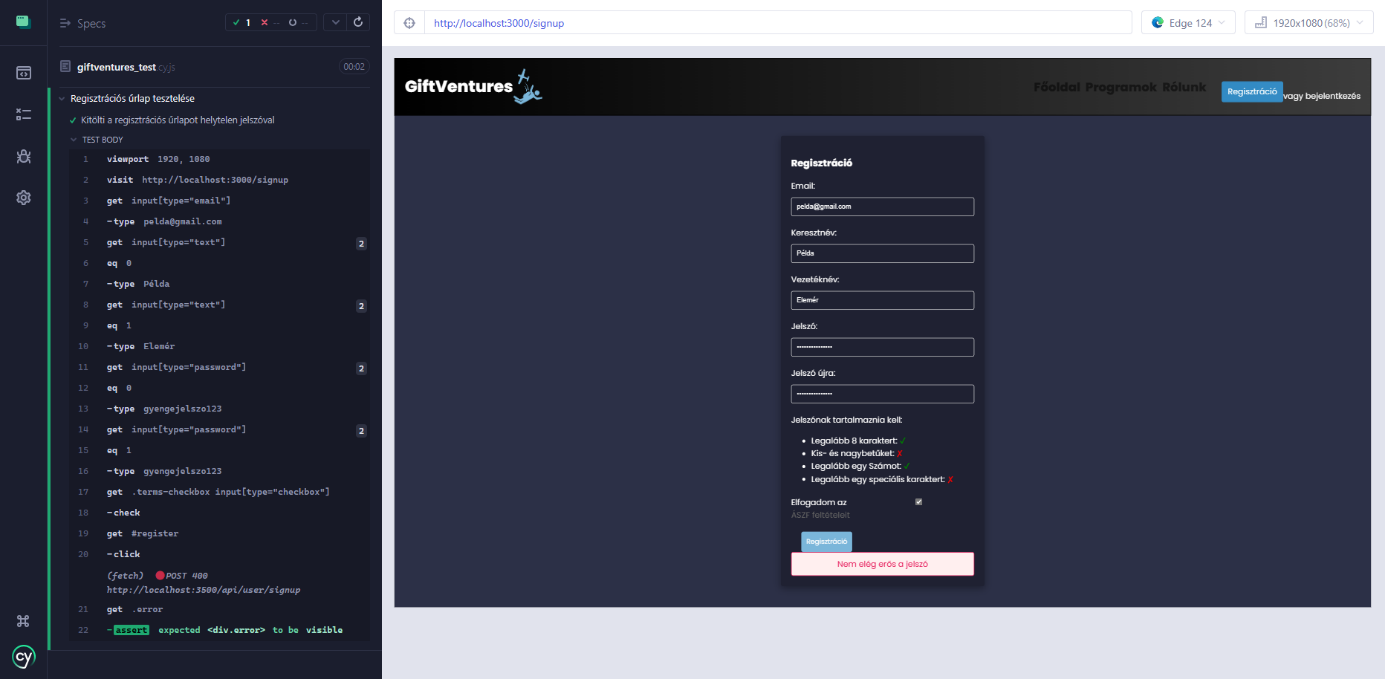 Specs
1 -- --
giftventures_test cy.js 00:02
Regisztrációs űrlap tesztelése
Kitölti a regisztrációs űrlapot helytelen jelszóval
TEST BODY
1 viewport 1920, 1080
2 visit http://localhost:3000/signup
3 get input[type="email"]
4 -type pelda@gmail.com
5 get input[type="text"] 2
6 eq 0
7 -type Példa
8 get input[type="text"] 2
9 eq 1
10 -type Elemér
11 get input[type="password"] 2
12 eq 0
13 -type gyengejelszo123
14 get input[type="password"] 2
15 eq 1
16 -type gyengejelszo123
17 get .terms-checkbox input[type="checkbox"]
18 -check
19 get #register
20 -click
(fetch) POST 400
http://localhost:3500/api/user/signup
21 get .error
22 -assert expected <div.error> to be visible
cy
http://localhost:3000/signup
Edge 124
1920x1080 (68%)
GiftVentures
Főoldal Programok Rólunk
Regisztráció vagy bejelentkezés
Regisztráció
Email:
pelda@gmail.com
Keresztnév:
Példa
Vezetéknév:
Elemér
Jelszó:
•••••••••••••••
Jelszó újra:
•••••••••••••••
Jelszónak tartalmaznia kell:
• Legalább 8 karaktert: ✓
• Kis- és nagybetűket: ✗
• Legalább egy Számot: ✓
• Legalább egy speciális karaktert: ✗
Elfogadom az
ÁSZF feltételeit
Regisztráció
Nem elég erős a jelszó